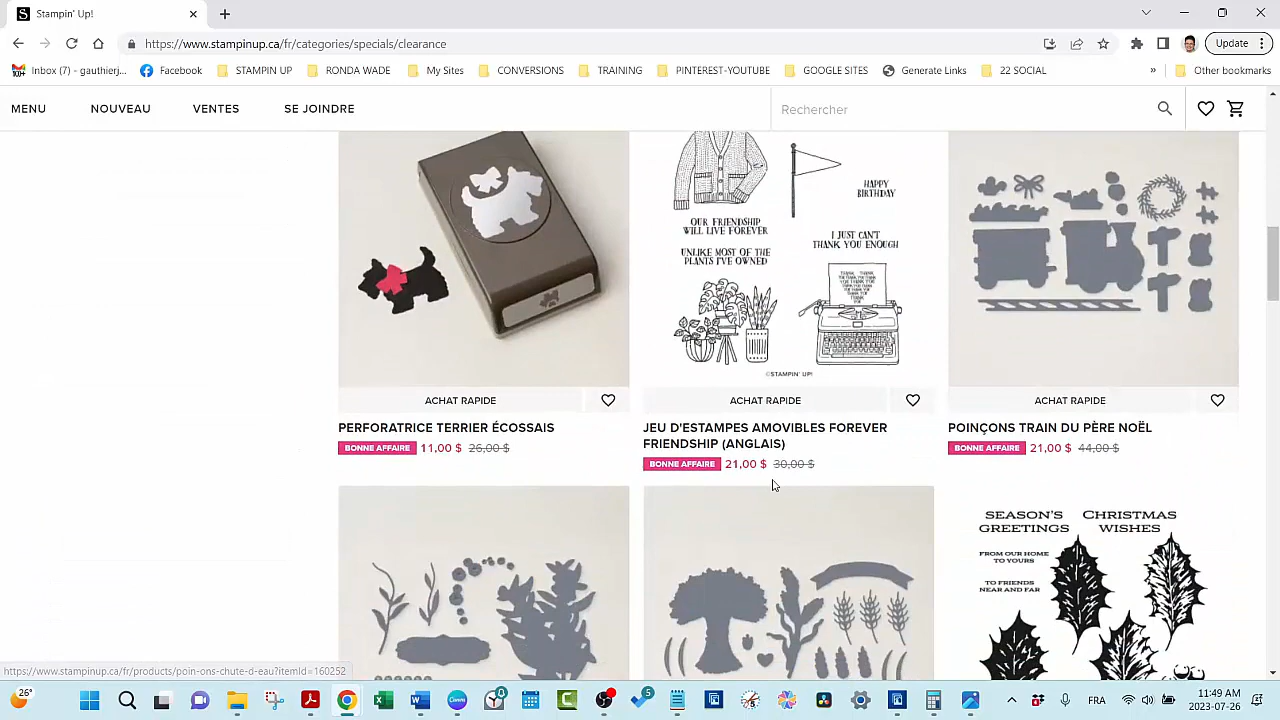 Stampin' Up!
https://www.stampinup.ca/fr/categories/specials/clearance
Update
Inbox (7) - gauthierj...
Facebook
STAMPIN UP
RONDA WADE
My Sites
CONVERSIONS
TRAINING
PINTEREST-YOUTUBE
GOOGLE SITES
Generate Links
22 SOCIAL
»
Other bookmarks
MENU
NOUVEAU
VENTES
SE JOINDRE
Rechercher
HAPPY
BIRTHDAY
OUR FRIENDSHIP
WILL LIVE FOREVER
UNLIKE MOST OF THE
PLANTS I'VE OWNED
I JUST CAN'T
THANK YOU ENOUGH
©STAMPIN' UP!
ACHAT RAPIDE
ACHAT RAPIDE
ACHAT RAPIDE
PERFORATRICE TERRIER ÉCOSSAIS
BONNE AFFAIRE 11,00 $ 26,00 $
JEU D'ESTAMPES AMOVIBLES FOREVER
FRIENDSHIP (ANGLAIS)
BONNE AFFAIRE 21,00 $ 30,00 $
POINÇONS TRAIN DU PÈRE NOËL
BONNE AFFAIRE 21,00 $ 44,00 $
SEASON'S
GREETINGS
CHRISTMAS
WISHES
FROM OUR HOME
TO YOURS
TO FRIENDS
NEAR AND FAR
https://www.stampinup.ca/fr/products/poin-ons-chute-d-eau?itemId=160252
26°
FRA
11:49 AM
2023-07-26